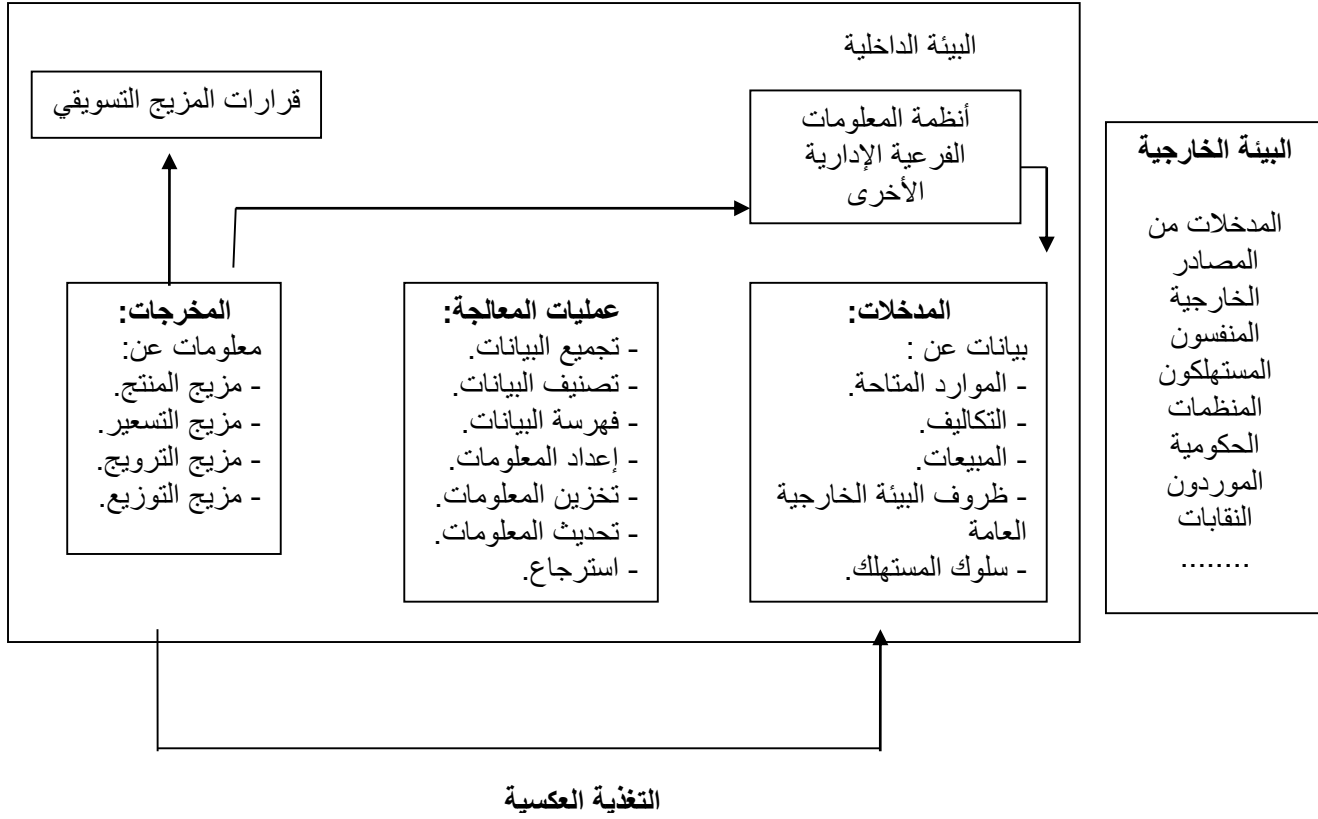 البيئة الداخلية
قرارات المزيج التسويقي
أنظمة المعلومات
الفرعية الإدارية
الأخرى
البيئة الخارجية
المدخلات من
المصادر
الخارجية
المنفسون
المستهلكون
المنظمات
الحكومية
الموردون
النقابات
........
المدخلات:
بيانات عن :
- الموارد المتاحة.
- التكاليف.
- المبيعات.
- ظروف البيئة الخارجية
العامة
- سلوك المستهلك.
عمليات المعالجة:
- تجميع البيانات.
- تصنيف البيانات.
- فهرسة البيانات.
- إعداد المعلومات.
- تخزين المعلومات.
- تحديث المعلومات.
- استرجاع.
المخرجات:
معلومات عن:
- مزيج المنتج.
- مزيج التسعير.
- مزيج الترويج.
- مزيج التوزيع.
التغذية العكسية